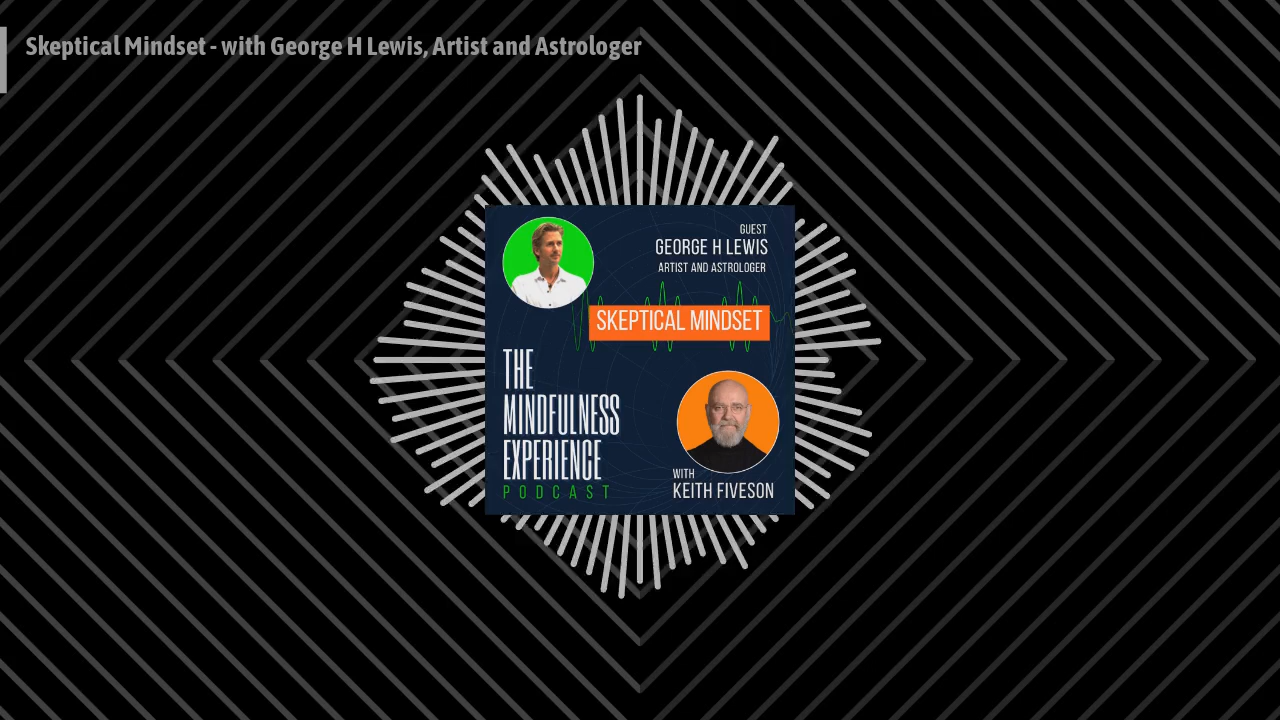 Skeptical Mindset - with George H Lewis, Artist and Astrologer
GUEST
GEORGE H LEWIS
ARTIST AND ASTROLOGER
SKEPTICAL MINDSET
THE
MINDFULNESS
EXPERIENCE
PODCAST
WITH
KEITH FIVESON